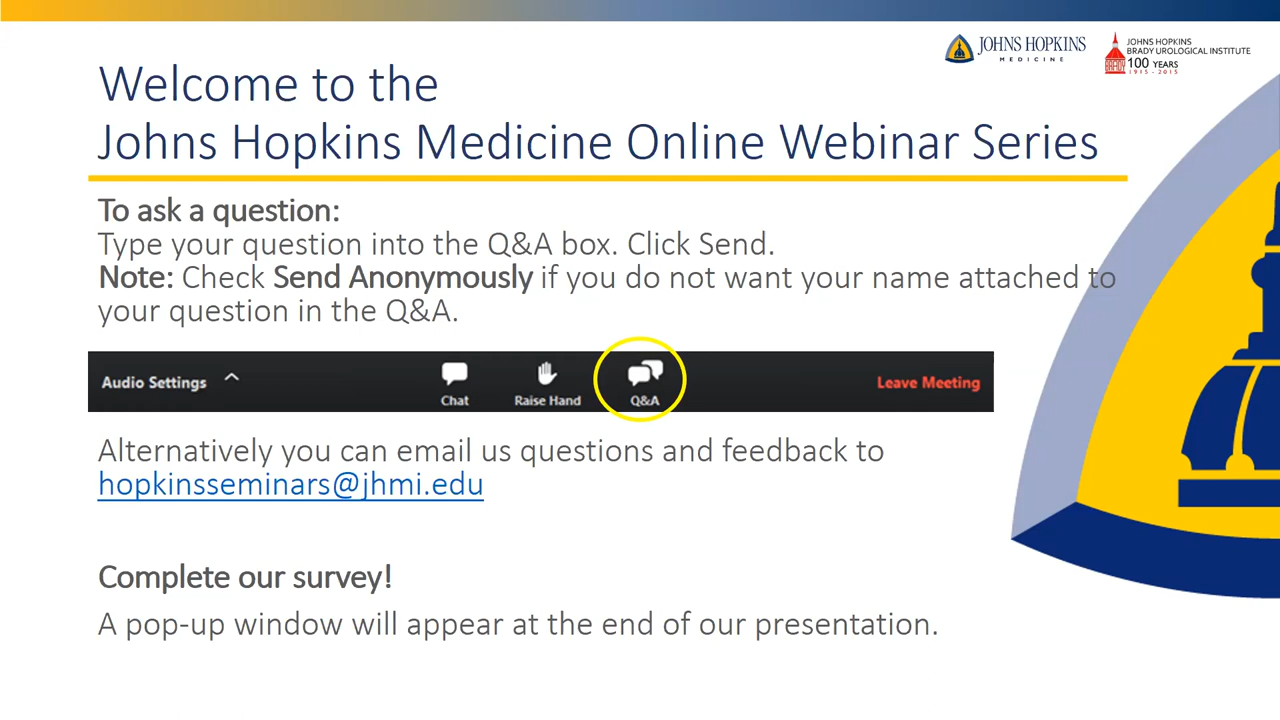 JOHNS HOPKINS
MEDICINE
JOHNS HOPKINS
BRADY UROLOGICAL INSTITUTE
BRADY
100 YEARS
1915 - 2015
Welcome to the
Johns Hopkins Medicine Online Webinar Series
To ask a question:
Type your question into the Q&A box. Click Send.
Note: Check Send Anonymously if you do not want your name attached to
your question in the Q&A.
Audio Settings
Chat
Raise Hand
Q&A
Leave Meeting
Alternatively you can email us questions and feedback to
hopkinsseminars@jhmi.edu
Complete our survey!
A pop-up window will appear at the end of our presentation.